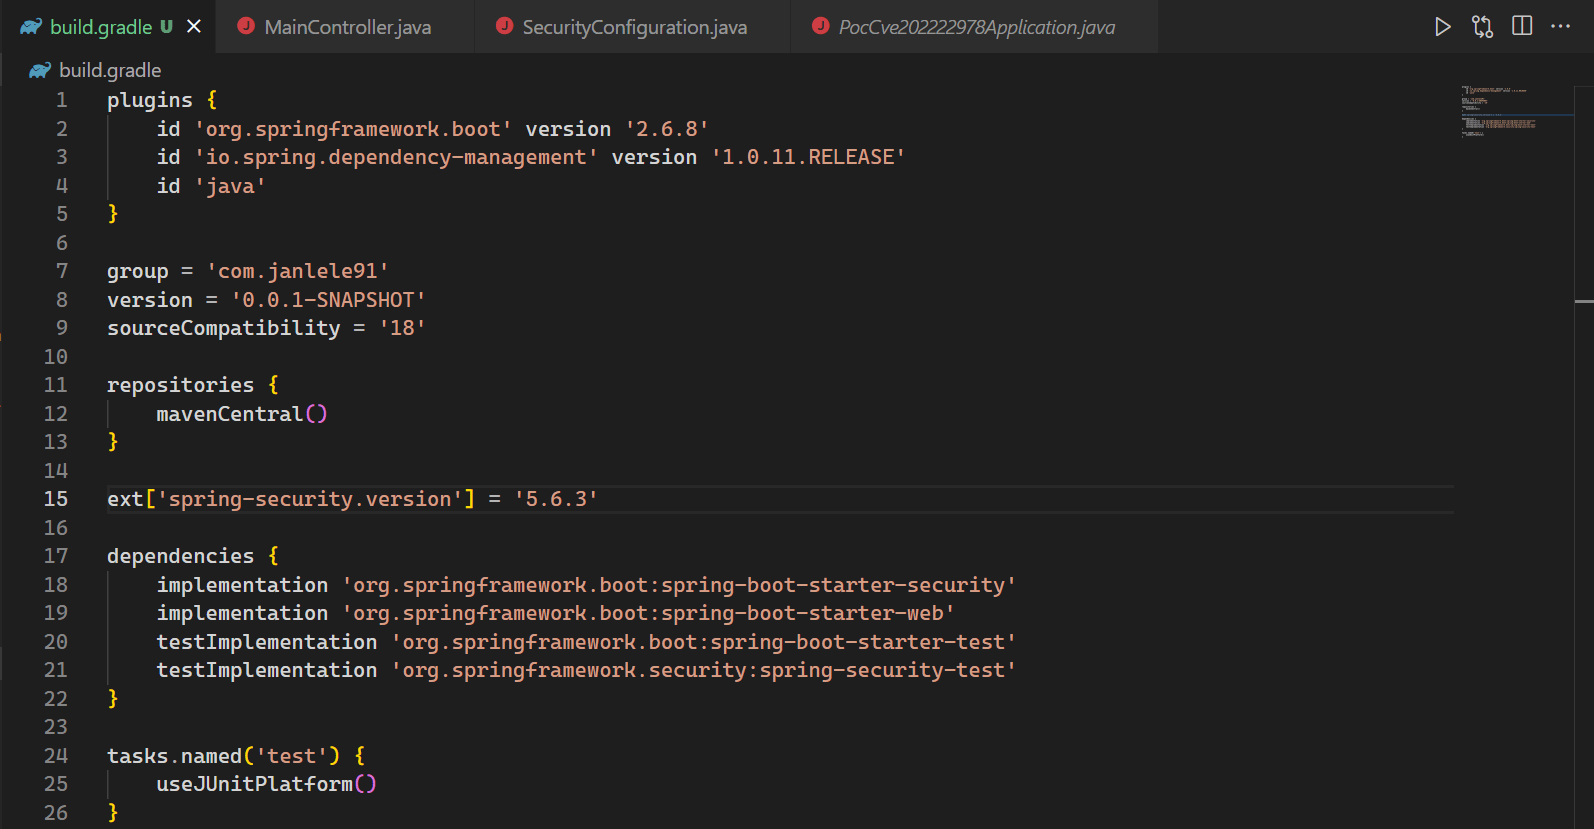 build.gradle U
MainController.java
SecurityConfiguration.java
PocCve202222978Application.java
build.gradle
1 plugins {
2     id 'org.springframework.boot' version '2.6.8'
3     id 'io.spring.dependency-management' version '1.0.11.RELEASE'
4     id 'java'
5 }
6
7 group = 'com.janlele91'
8 version = '0.0.1-SNAPSHOT'
9 sourceCompatibility = '18'
10
11 repositories {
12     mavenCentral()
13 }
14
15 ext['spring-security.version'] = '5.6.3'
16
17 dependencies {
18     implementation 'org.springframework.boot:spring-boot-starter-security'
19     implementation 'org.springframework.boot:spring-boot-starter-web'
20     testImplementation 'org.springframework.boot:spring-boot-starter-test'
21     testImplementation 'org.springframework.security:spring-security-test'
22 }
23
24 tasks.named('test') {
25     useJUnitPlatform()
26 }